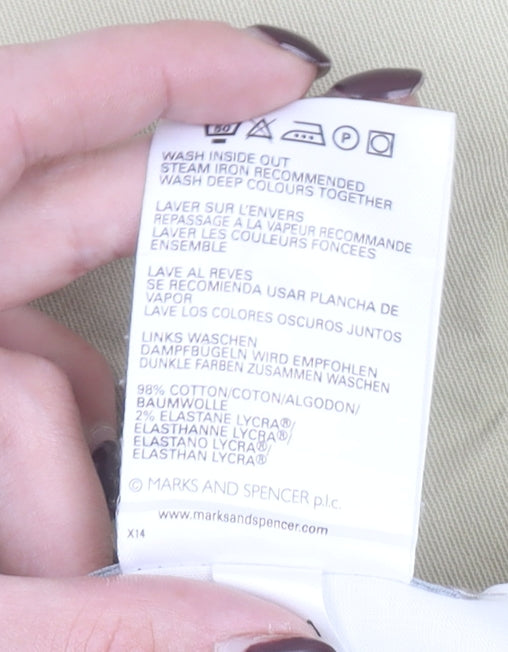 50 P
WASH INSIDE OUT
STEAM IRON RECOMMENDED
WASH DEEP COLOURS TOGETHER
LAVER SUR L'ENVERS
REPASSAGE A LA VAPEUR RECOMMANDE
LAVER LES COULEURS FONCEES
ENSEMBLE
LAVE AL REVES
SE RECOMIENDA USAR PLANCHA DE
VAPOR
LAVE LOS COLORES OSCUROS JUNTOS
LINKS WASCHEN
DAMPFBUGELN WIRD EMPFOHLEN
DUNKLE FARBEN ZUSAMMEN WASCHEN
98% COTTON/COTON/ALGODON/
BAUMWOLLE
2% ELASTANE LYCRA®/
ELASTHANNE LYCRA®/
ELASTANO LYCRA®/
ELASTHAN LYCRA®
© MARKS AND SPENCER p.l.c.
www.marksandspencer.com
X14